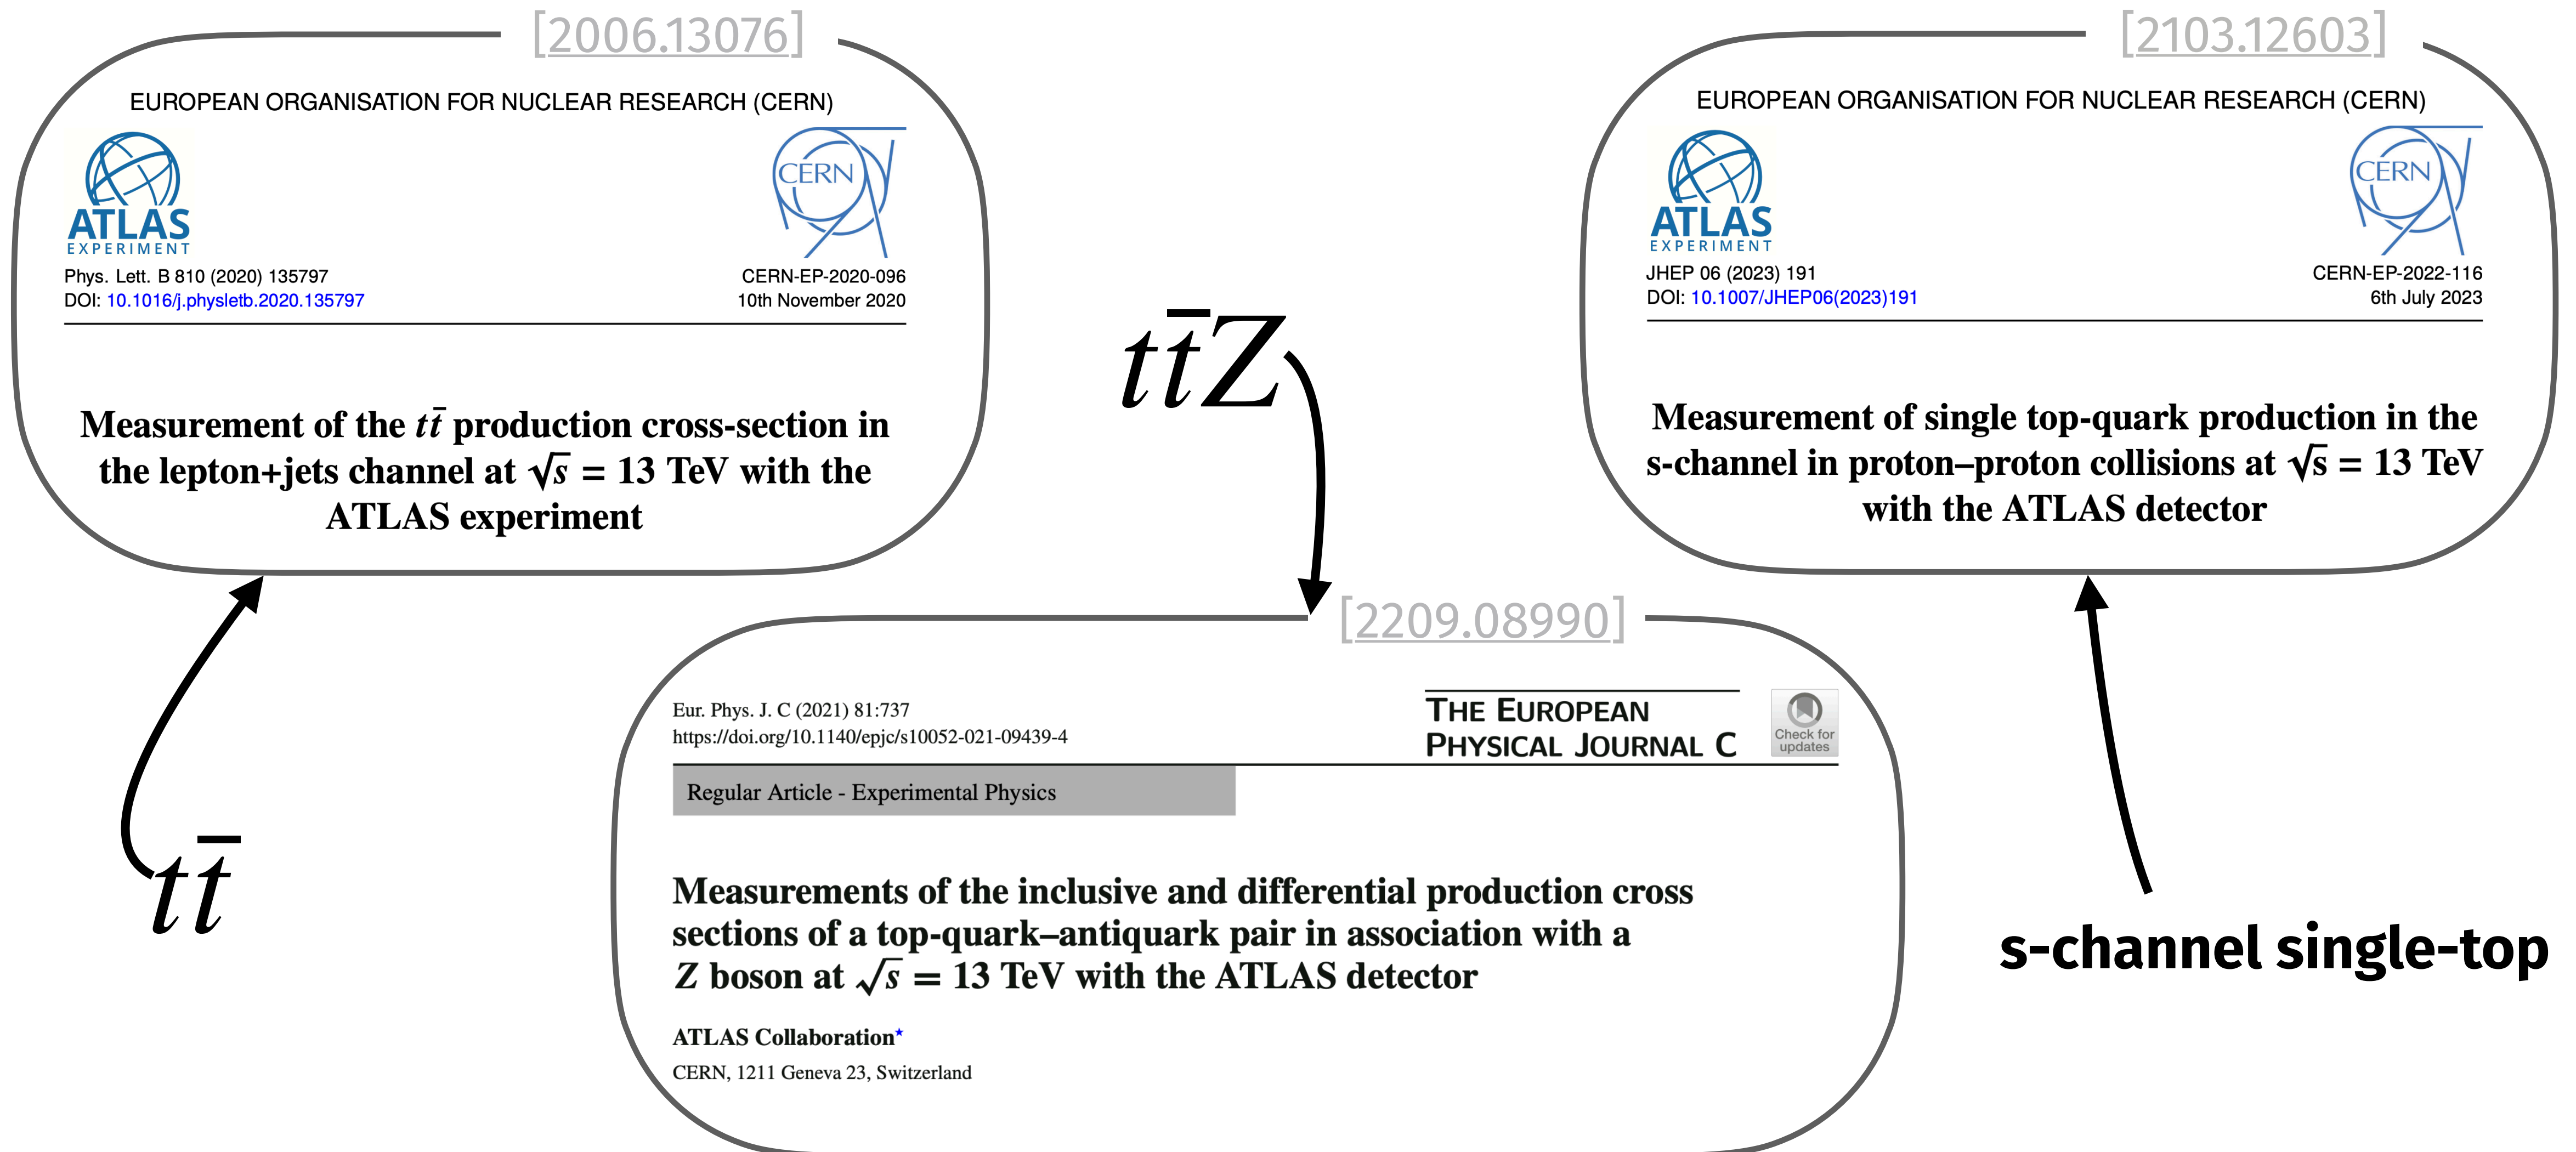 [2006.13076]
EUROPEAN ORGANISATION FOR NUCLEAR RESEARCH (CERN)
ATLAS
EXPERIMENT
CERN
Phys. Lett. B 810 (2020) 135797
DOI: 10.1016/j.physletb.2020.135797
CERN-EP-2020-096
10th November 2020
Measurement of the tt̄ production cross-section in
the lepton+jets channel at √s = 13 TeV with the
ATLAS experiment
tt̄
tt̄Z
[2103.12603]
EUROPEAN ORGANISATION FOR NUCLEAR RESEARCH (CERN)
ATLAS
EXPERIMENT
CERN
JHEP 06 (2023) 191
DOI: 10.1007/JHEP06(2023)191
CERN-EP-2022-116
6th July 2023
Measurement of single top-quark production in the
s-channel in proton–proton collisions at √s = 13 TeV
with the ATLAS detector
s-channel single-top
[2209.08990]
Eur. Phys. J. C (2021) 81:737
https://doi.org/10.1140/epjc/s10052-021-09439-4
THE EUROPEAN
PHYSICAL JOURNAL C
Check for
updates
Regular Article - Experimental Physics
Measurements of the inclusive and differential production cross
sections of a top-quark–antiquark pair in association with a
Z boson at √s = 13 TeV with the ATLAS detector
ATLAS Collaboration★
CERN, 1211 Geneva 23, Switzerland